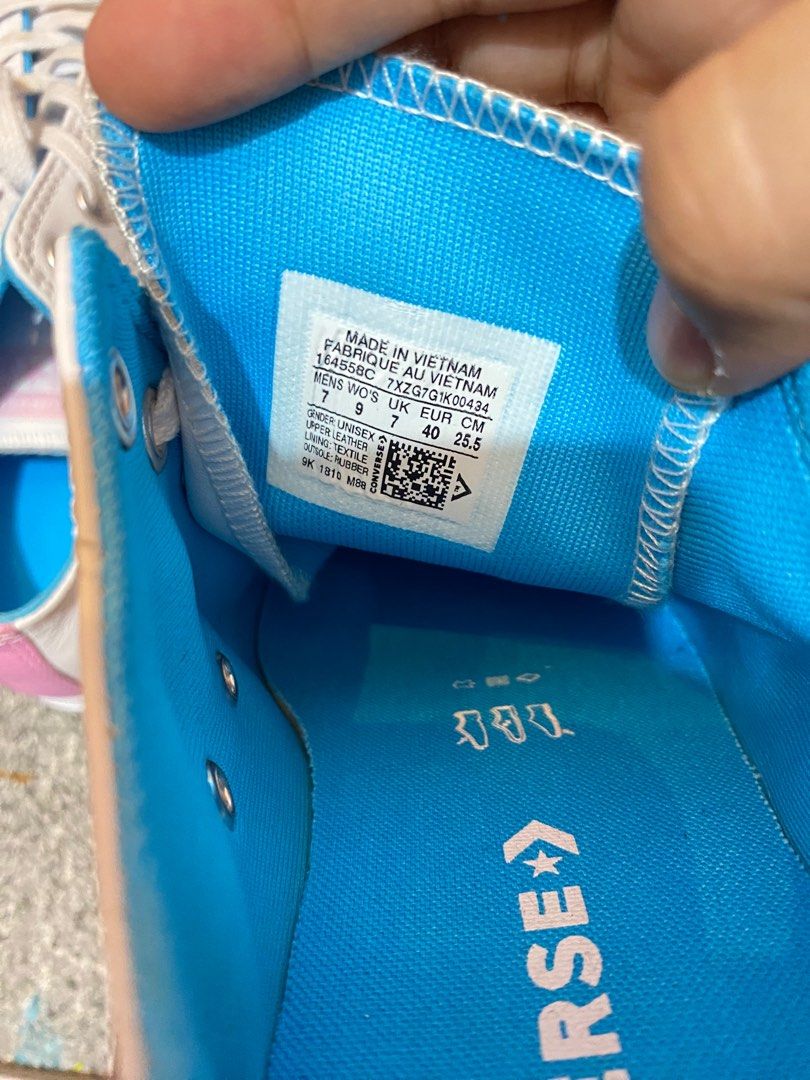 MADE IN VIETNAM
FABRIQUE AU VIETNAM
164558C 7XZG7G1K00434
MENS WO'S UK EUR CM
7 9 7 40 25.5
GENDER: UNISEX
UPPER: LEATHER
LINING: TEXTILE
OUTSOLE: RUBBER
9K 1810 M88
CONVERSE
ERSE